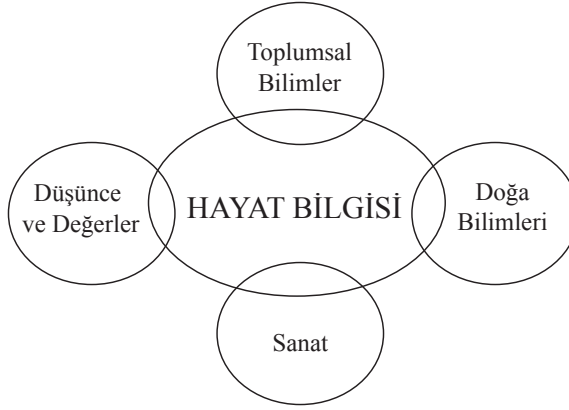 Toplumsal
Bilimler
Düşünce
ve Değerler
HAYAT BİLGİSİ
Doğa
Bilimleri
Sanat